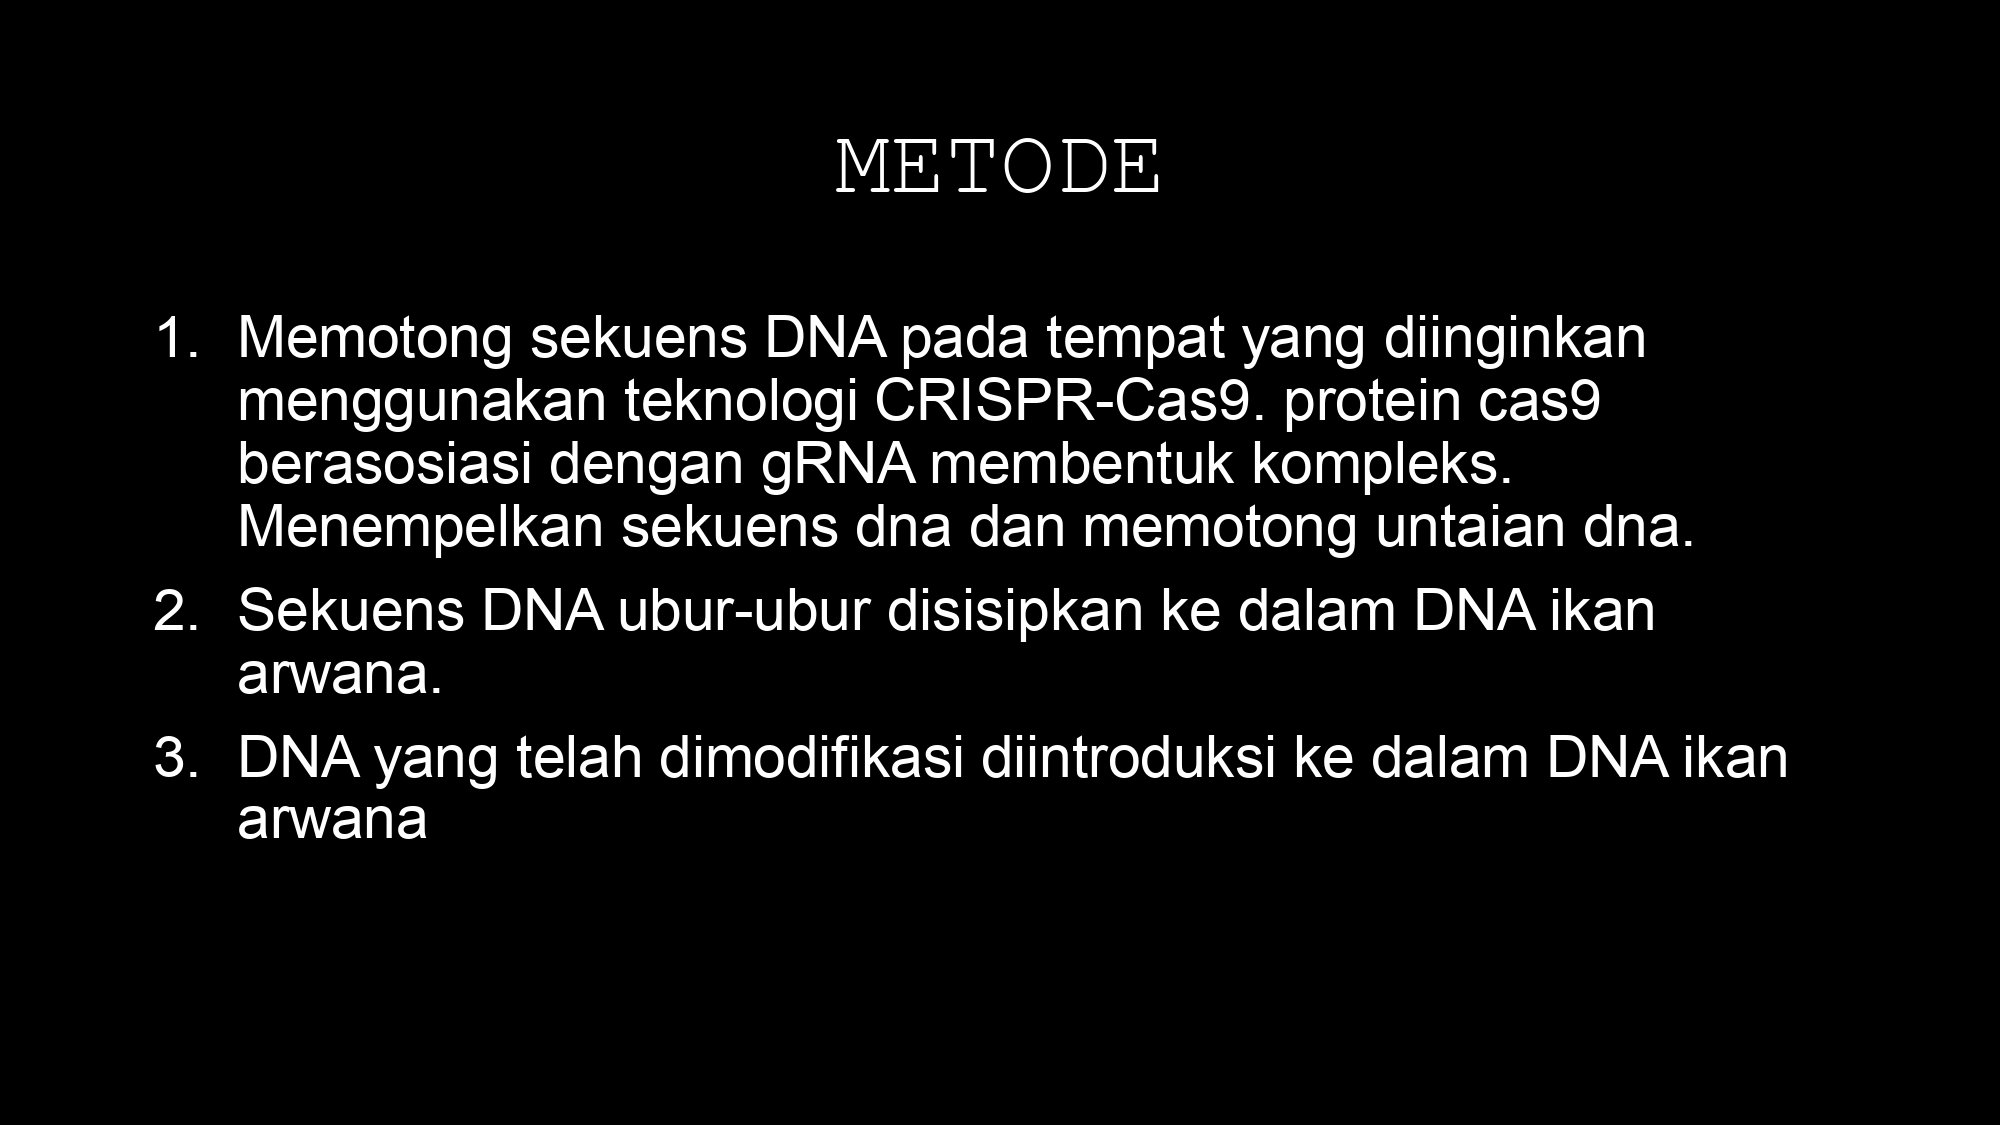 METODE
1. Memotong sekuens DNA pada tempat yang diinginkan
menggunakan teknologi CRISPR-Cas9. protein cas9
berasosiasi dengan gRNA membentuk kompleks.
Menempelkan sekuens dna dan memotong untaian dna.
2. Sekuens DNA ubur-ubur disisipkan ke dalam DNA ikan
arwana.
3. DNA yang telah dimodifikasi diintroduksi ke dalam DNA ikan
arwana